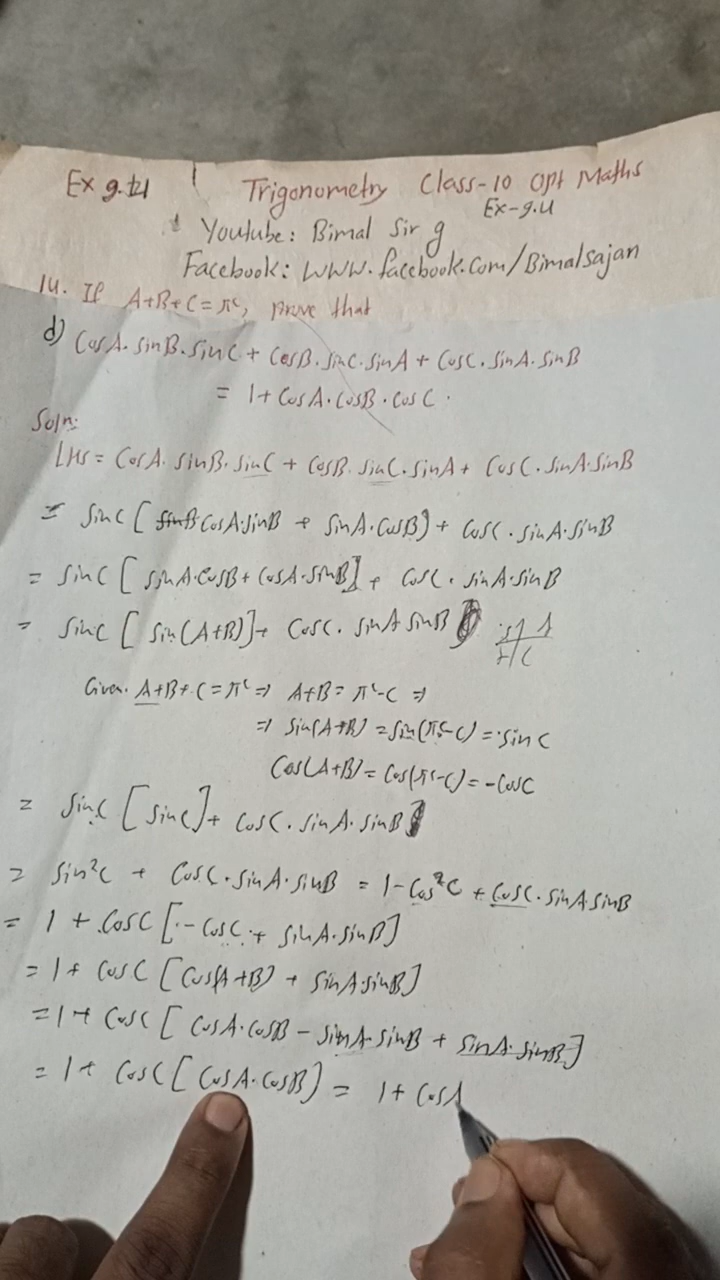 Ex 9.4 Trigonometry Class-10 Opt Maths
Ex-9.4
Youtube: Bimal Sir g
Facebook: www.facebook.com/Bimalsajan
14. If A+B+C=πᶜ, prove that
d) CosA.sinB.sinC + CosB.sinC.sinA + CosC.sinA.sinB
= 1+CosA.CosB.CosC.
Soln:
LHS = CosA.sinB.sinC + CosB.sinC.sinA + CosC.sinA.sinB
= sinC[CosA.sinB + sinA.CosB] + CosC.sinA.sinB
= sinC[sinA.CosB + CosA.sinB] + CosC.sinA.sinB
= sinC[sin(A+B)] + CosC.sinA sinB
Given. A+B+C=πᶜ => A+B=πᶜ-C =>
=> sin(A+B) = sin(πᶜ-C) = sinC
Cos(A+B) = Cos(πᶜ-C) = -CosC
= sinC[sinC] + CosC.sinA.sinB
= sin²C + CosC.sinA.sinB = 1-Cos²C + CosC.sinA sinB
= 1 + CosC[-CosC + sinA.sinB]
= 1 + CosC[Cos(A+B) + sinA.sinB]
= 1 + CosC[CosA.CosB - sinA.sinB + sinA.sinB]
= 1 + CosC[CosA.CosB] = 1 + CosA